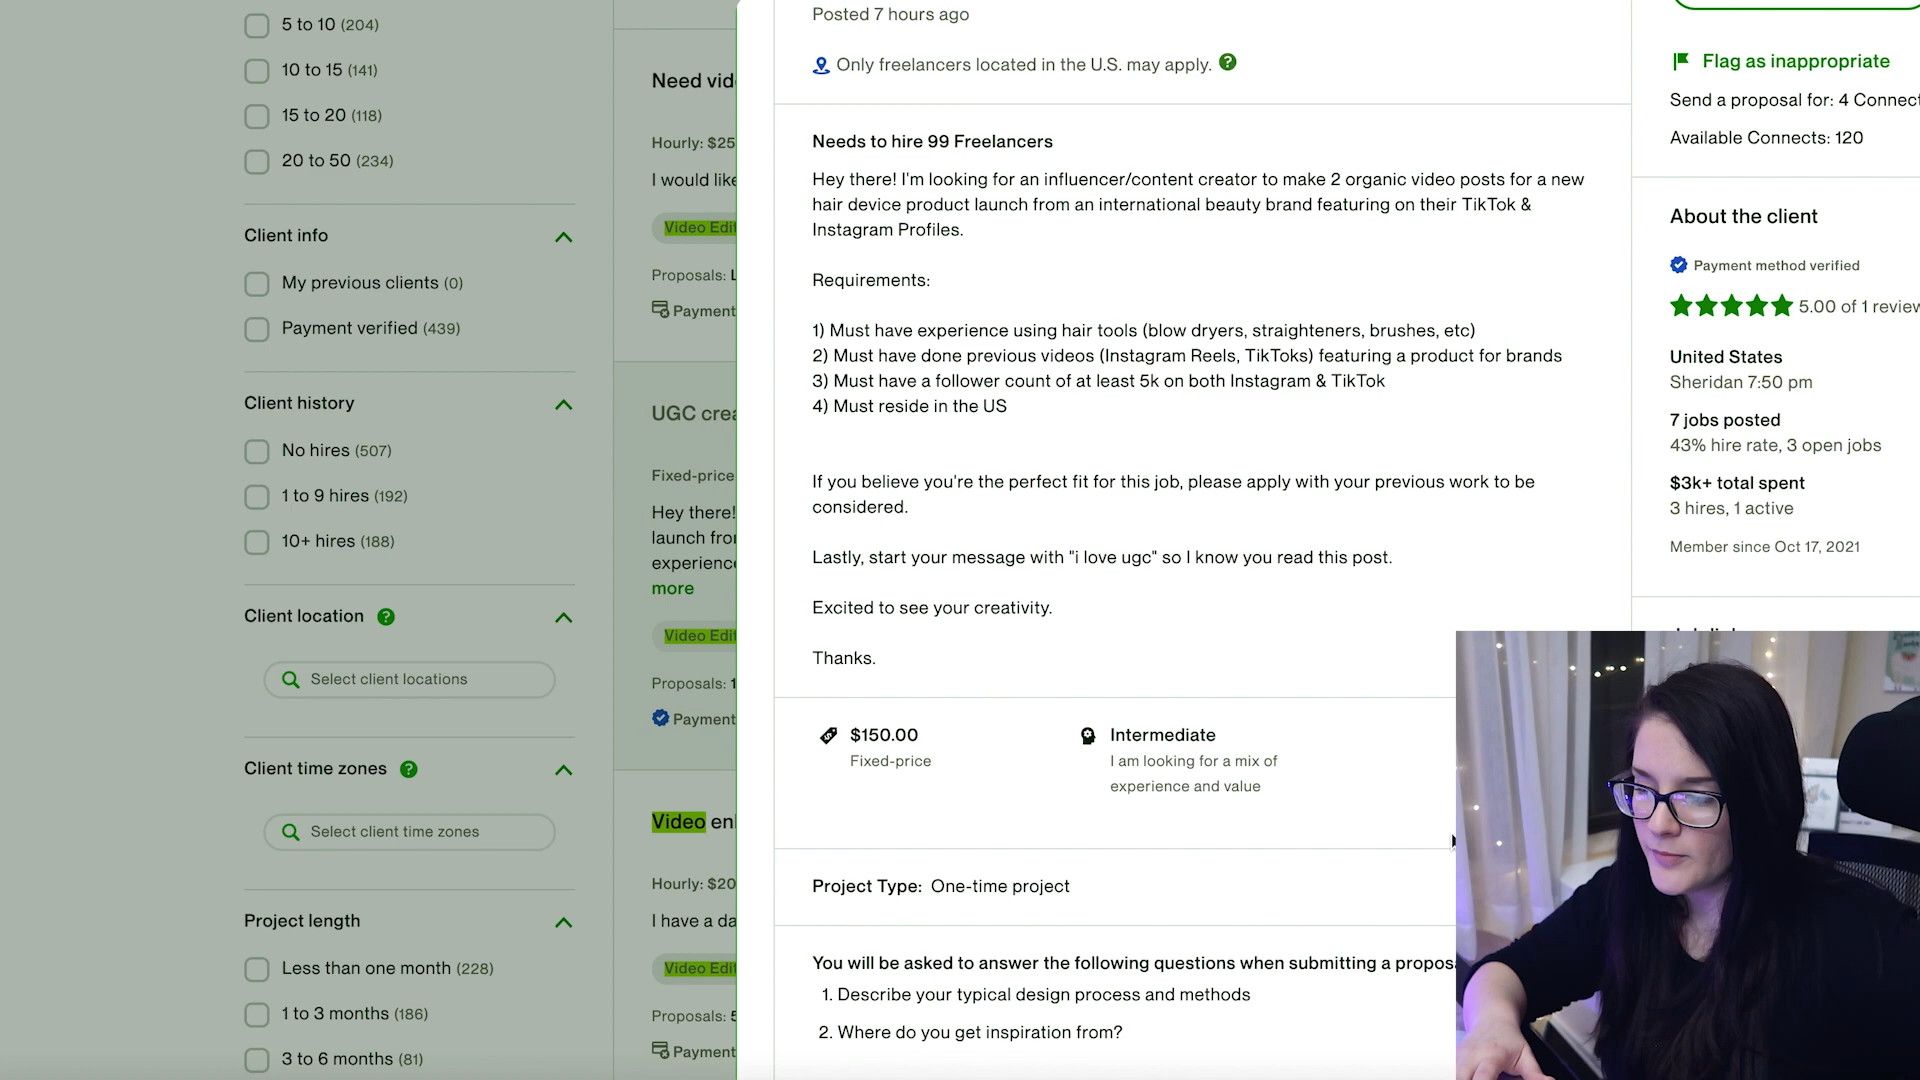 5 to 10 (204)
10 to 15 (141)
15 to 20 (118)
20 to 50 (234)
Client info
My previous clients (0)
Payment verified (439)
Client history
No hires (507)
1 to 9 hires (192)
10+ hires (188)
Client location
Select client locations
Client time zones
Select client time zones
Project length
Less than one month (228)
1 to 3 months (186)
3 to 6 months (81)
Need vid
Hourly: $25
I would like
Video Edit
Proposals: L
Payment
UGC crea
Fixed-price
Hey there!
launch fro
experience
more
Video Edit
Proposals: 1
Payment
Video en
Hourly: $20
I have a da
Video Edit
Proposals: 5
Payment
Posted 7 hours ago
Only freelancers located in the U.S. may apply.
Needs to hire 99 Freelancers
Hey there! I'm looking for an influencer/content creator to make 2 organic video posts for a new
hair device product launch from an international beauty brand featuring on their TikTok &
Instagram Profiles.
Requirements:
1) Must have experience using hair tools (blow dryers, straighteners, brushes, etc)
2) Must have done previous videos (Instagram Reels, TikToks) featuring a product for brands
3) Must have a follower count of at least 5k on both Instagram & TikTok
4) Must reside in the US
If you believe you're the perfect fit for this job, please apply with your previous work to be
considered.
Lastly, start your message with "i love ugc" so I know you read this post.
Excited to see your creativity.
Thanks.
$150.00
Fixed-price
Intermediate
I am looking for a mix of
experience and value
Project Type: One-time project
You will be asked to answer the following questions when submitting a propos
1. Describe your typical design process and methods
2. Where do you get inspiration from?
Flag as inappropriate
Send a proposal for: 4 Connect
Available Connects: 120
About the client
Payment method verified
5.00 of 1 review
United States
Sheridan 7:50 pm
7 jobs posted
43% hire rate, 3 open jobs
$3k+ total spent
3 hires, 1 active
Member since Oct 17, 2021